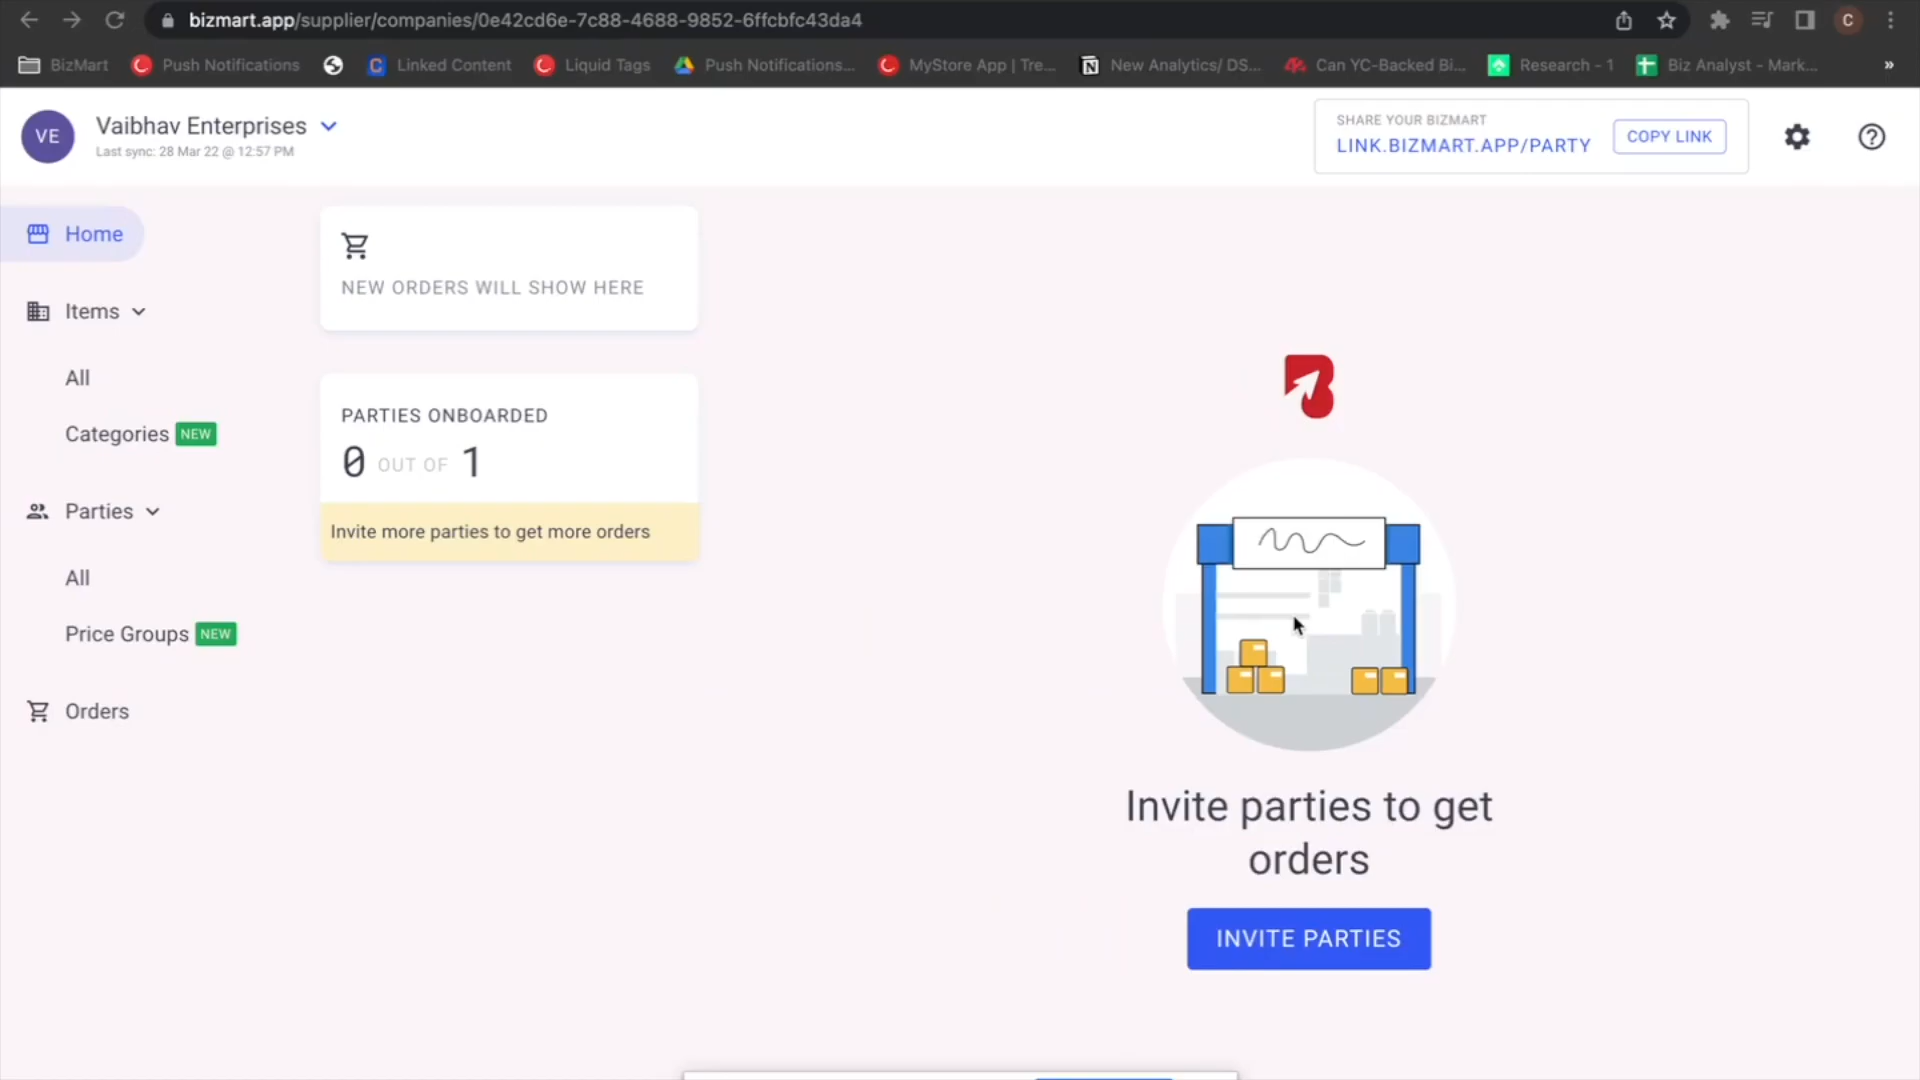 bizmart.app/supplier/companies/0e42cd6e-7c88-4688-9852-6ffcbfc43da4
C
BizMart
Push Notifications
Linked Content
Liquid Tags
Push Notifications...
MyStore App | Tre...
New Analytics/ DS...
Can YC-Backed Bi...
Research - 1
Biz Analyst - Mark...
»
VE
Vaibhav Enterprises
Last sync: 28 Mar 22 @ 12:57 PM
SHARE YOUR BIZMART
LINK.BIZMART.APP/PARTY
COPY LINK
Home
Items
All
Categories NEW
Parties
All
Price Groups NEW
Orders
NEW ORDERS WILL SHOW HERE
PARTIES ONBOARDED
0 OUT OF 1
Invite more parties to get more orders
Invite parties to get
orders
INVITE PARTIES